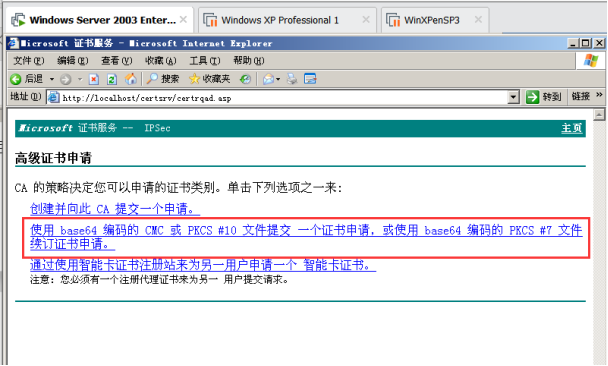 Windows Server 2003 Enter... × Windows XP Professional 1 × WinXPenSP3 ×
Microsoft 证书服务 - Microsoft Internet Explorer
文件(F) 编辑(E) 查看(V) 收藏(A) 工具(T) 帮助(H)
后退 搜索 收藏夹
地址(D) http://localhost/certsrv/certrqad.asp 转到 链接 »
Microsoft 证书服务 -- IPSec 主页
高级证书申请
CA 的策略决定您可以申请的证书类别。单击下列选项之一来:
创建并向此 CA 提交一个申请。
使用 base64 编码的 CMC 或 PKCS #10 文件提交 一个证书申请，或使用 base64 编码的 PKCS #7 文件
续订证书申请。
通过使用智能卡证书注册站来为另一用户申请一个 智能卡证书。
注意: 您必须有一个注册代理证书来为另一 用户提交请求。